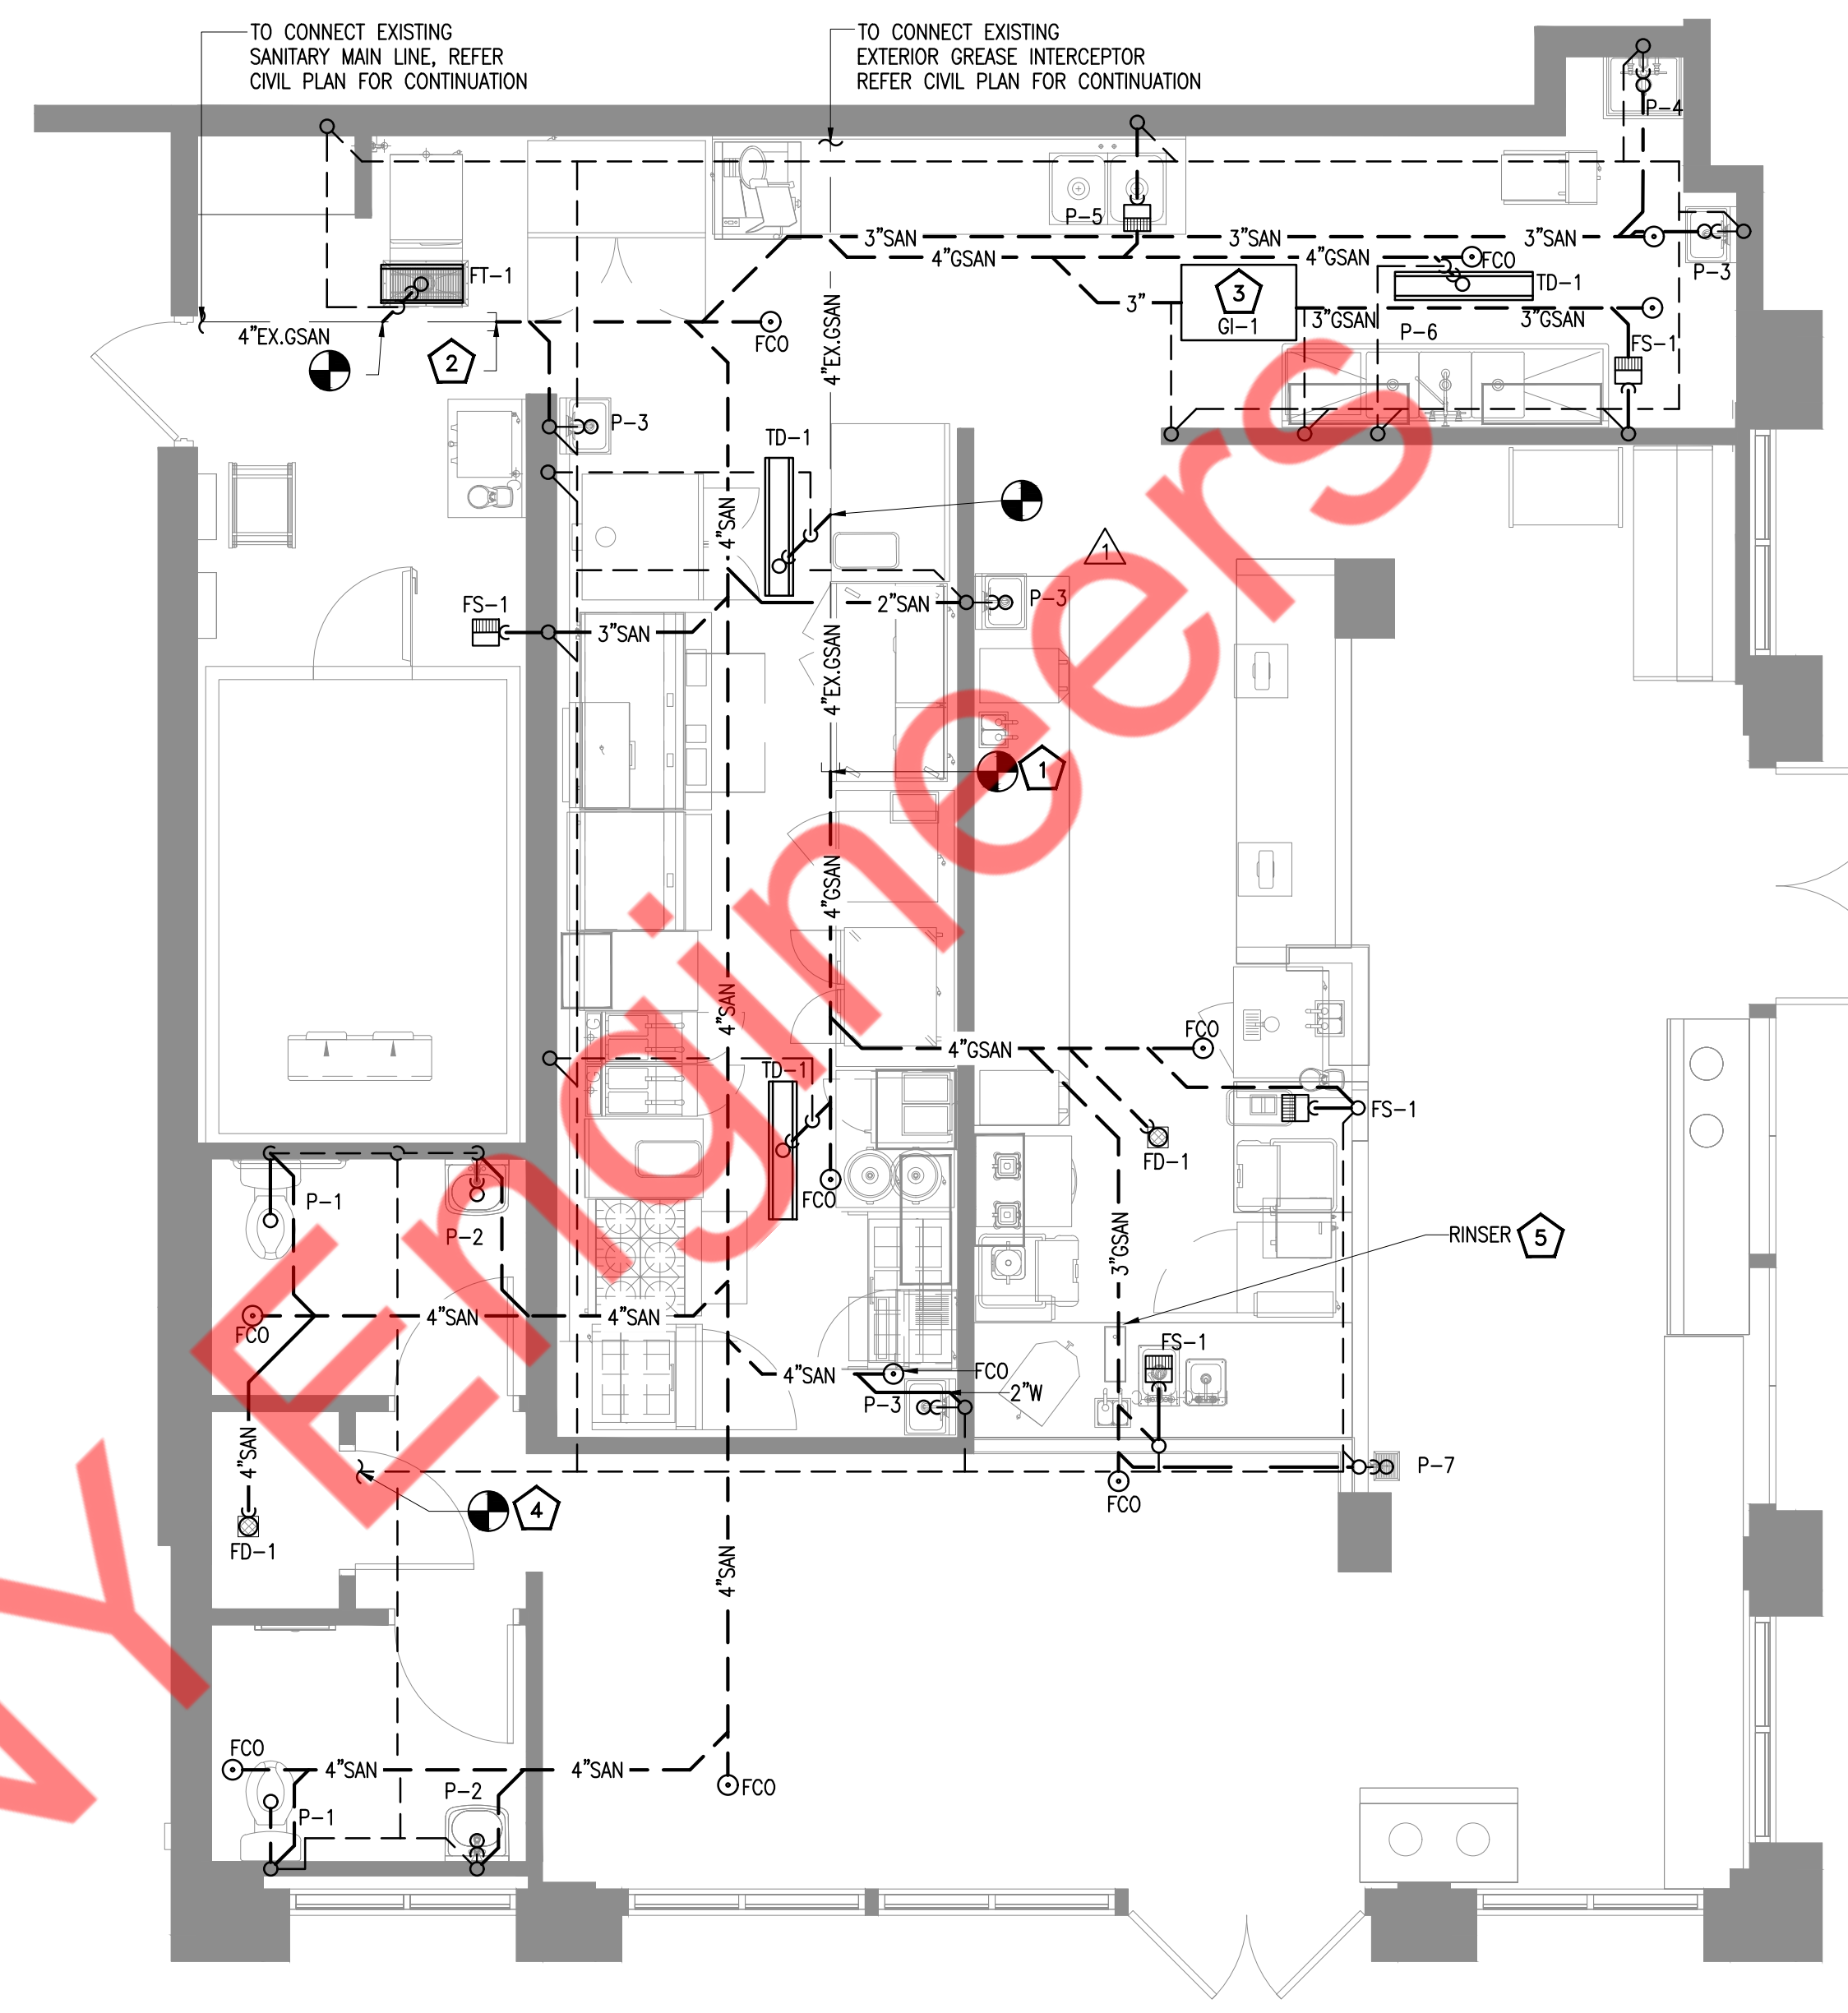 TO CONNECT EXISTING
SANITARY MAIN LINE, REFER
CIVIL PLAN FOR CONTINUATION
TO CONNECT EXISTING
EXTERIOR GREASE INTERCEPTOR
REFER CIVIL PLAN FOR CONTINUATION
P-4
P-5
3"SAN
3"SAN
3"SAN
4"GSAN
4"GSAN
FCO
P-3
FT-1
TD-1
3
GI-1
3"
3"GSAN
3"GSAN
P-6
FS-1
4"EX.GSAN
2
FCO
4"EX.GSAN
P-3
TD-1
4"SAN
1
FS-1
3"SAN
2"SAN
P-3
4"EX.GSAN
1
4"GSAN
4"SAN
4"GSAN
FCO
TD-1
FS-1
FD-1
FCO
P-1
P-2
3"GSAN
RINSER
5
FCO
4"SAN
4"SAN
FS-1
4"SAN
FCO
2"W
P-3
4"SAN
P-7
FCO
4
FD-1
4"SAN
FCO
4"SAN
4"SAN
P-2
P-1
FCO
NY Engineers